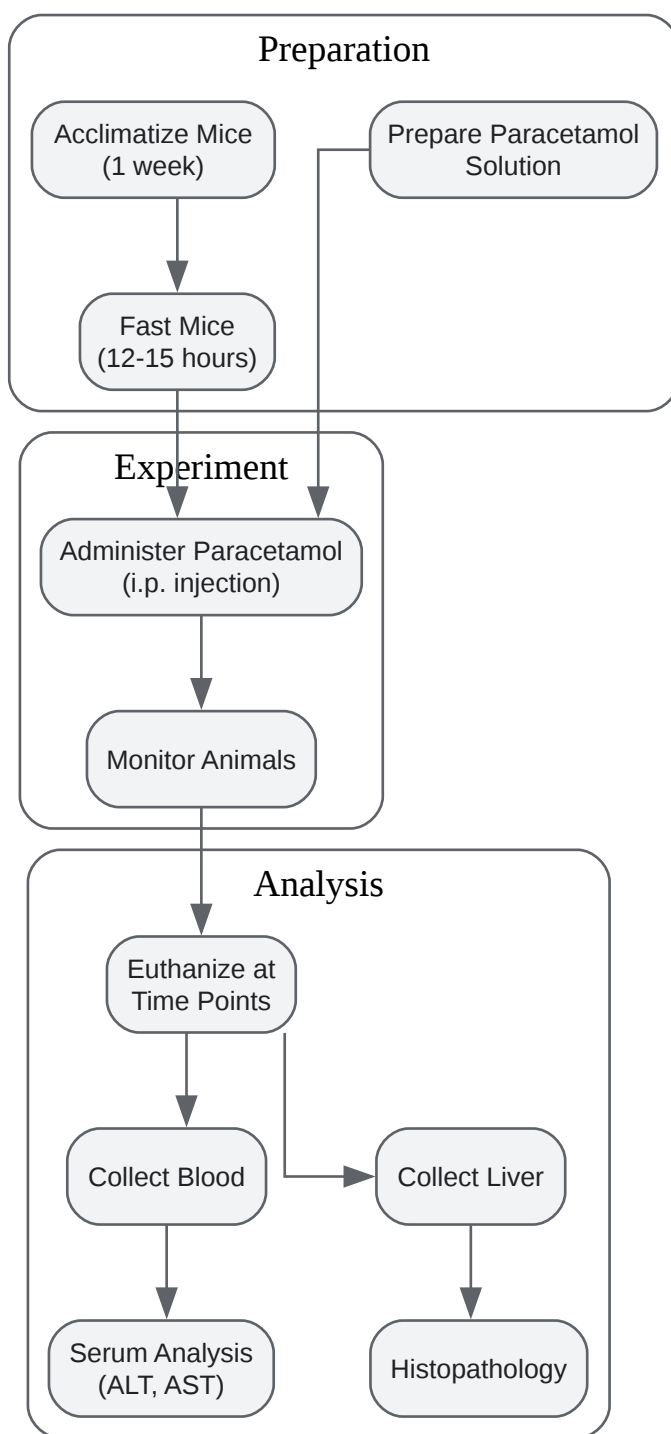 Preparation
Acclimatize Mice
(1 week)
Prepare Paracetamol
Solution
Fast Mice
(12-15 hours)
Experiment
Administer Paracetamol
(i.p. injection)
Monitor Animals
Analysis
Euthanize at
Time Points
Collect Blood
Collect Liver
Serum Analysis
(ALT, AST)
Histopathology